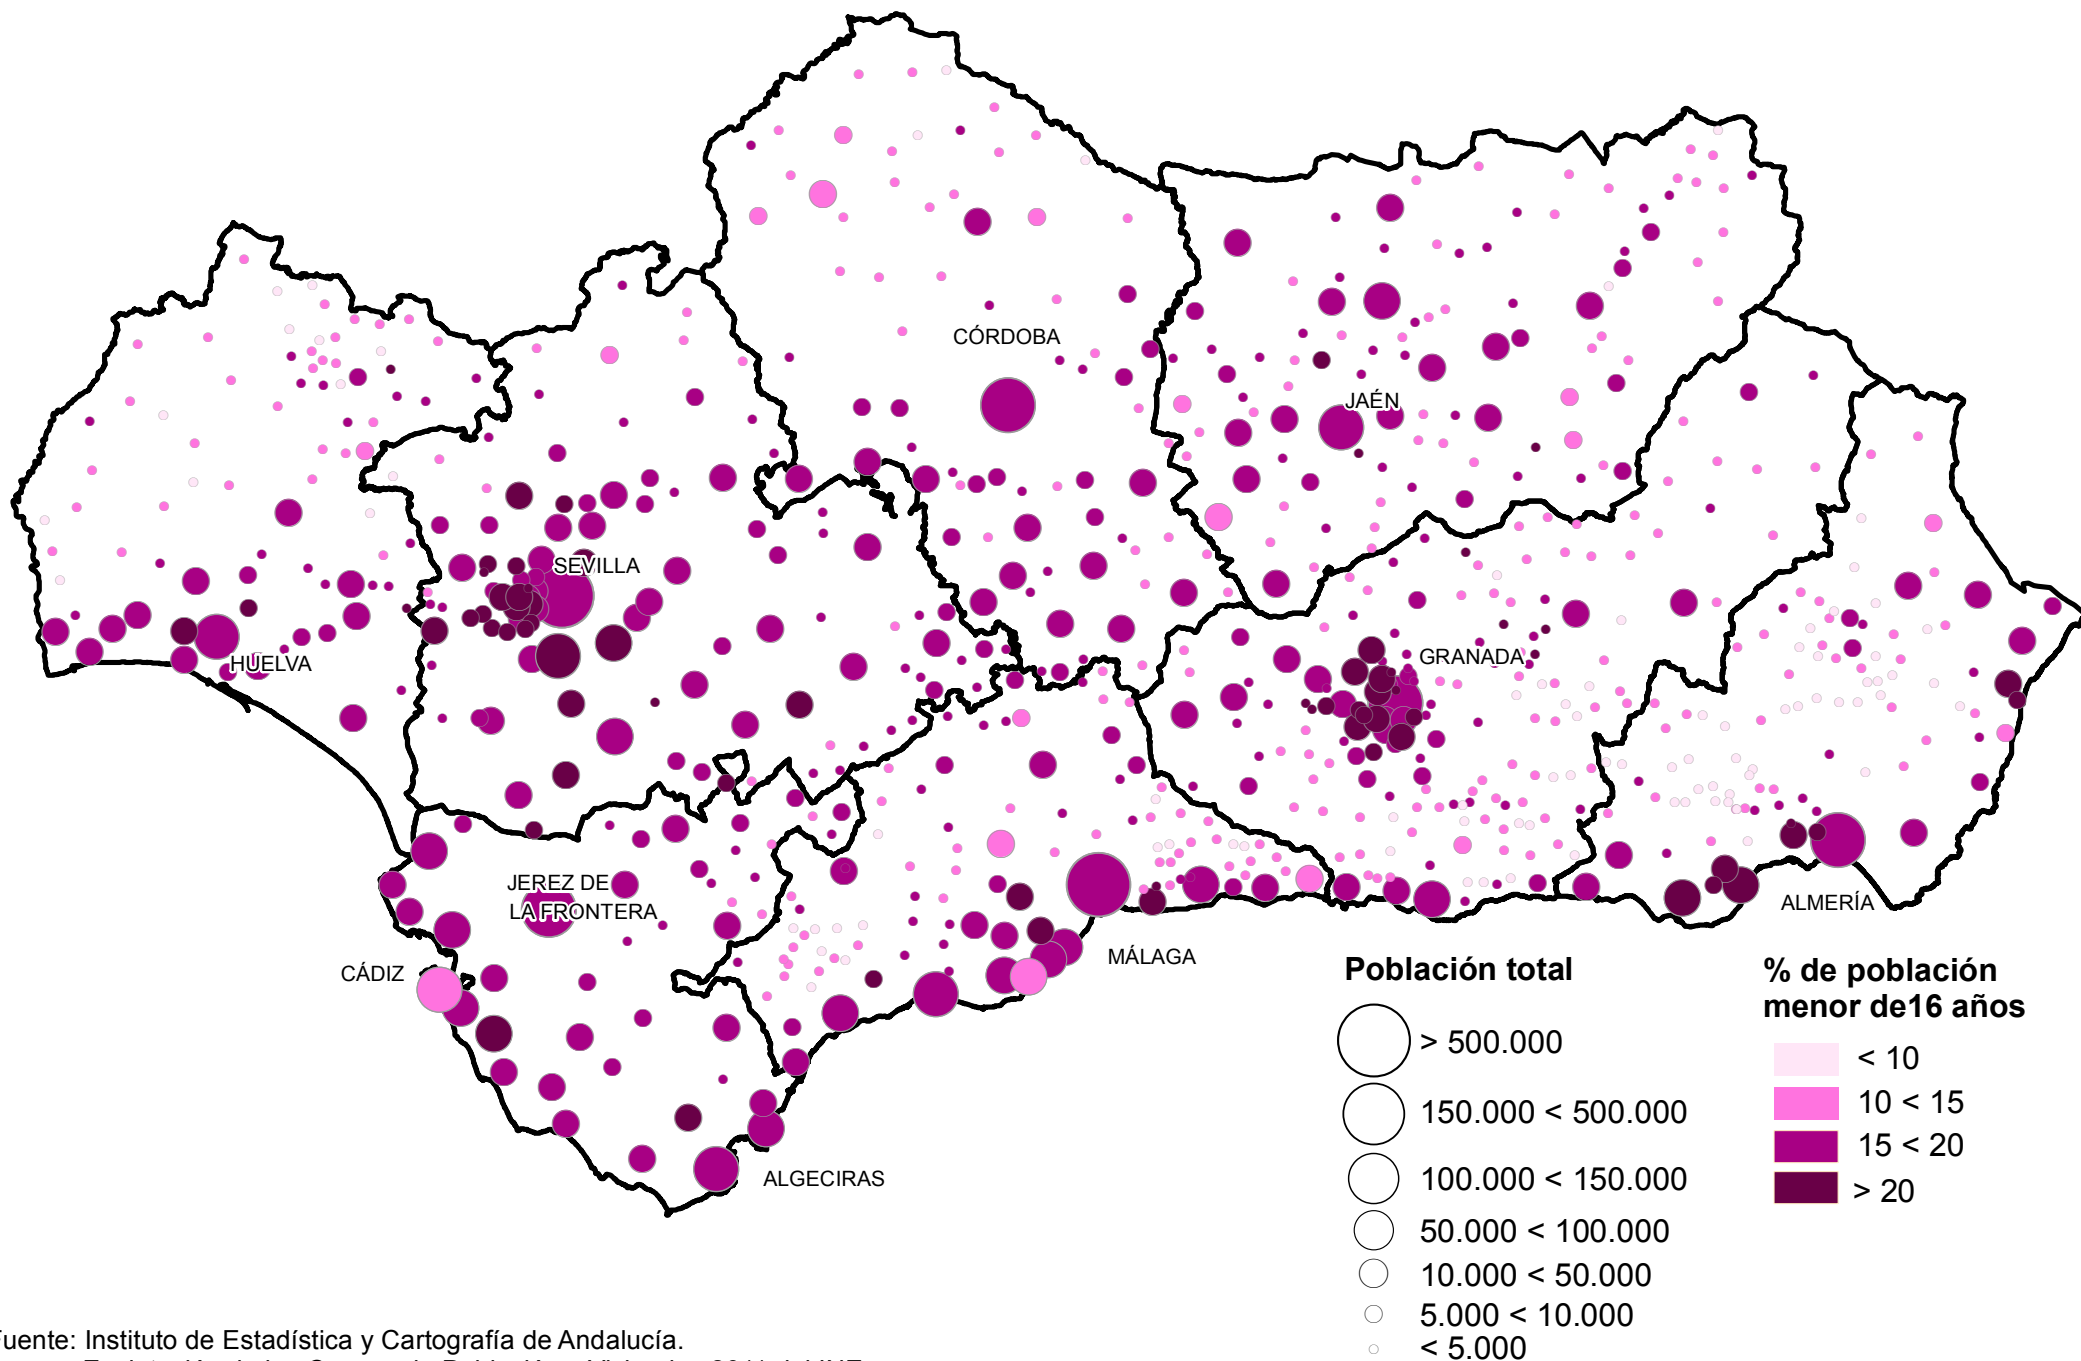 CÓRDOBA
JAÉN
SEVILLA
HUELVA
GRANADA
JEREZ DE
LA FRONTERA
CÁDIZ
MÁLAGA
ALMERÍA
ALGECIRAS
Población total
> 500.000
150.000 < 500.000
100.000 < 150.000
50.000 < 100.000
10.000 < 50.000
5.000 < 10.000
< 5.000
% de población
menor de16 años
< 10
10 < 15
15 < 20
> 20
Fuente: Instituto de Estadística y Cartografía de Andalucía.